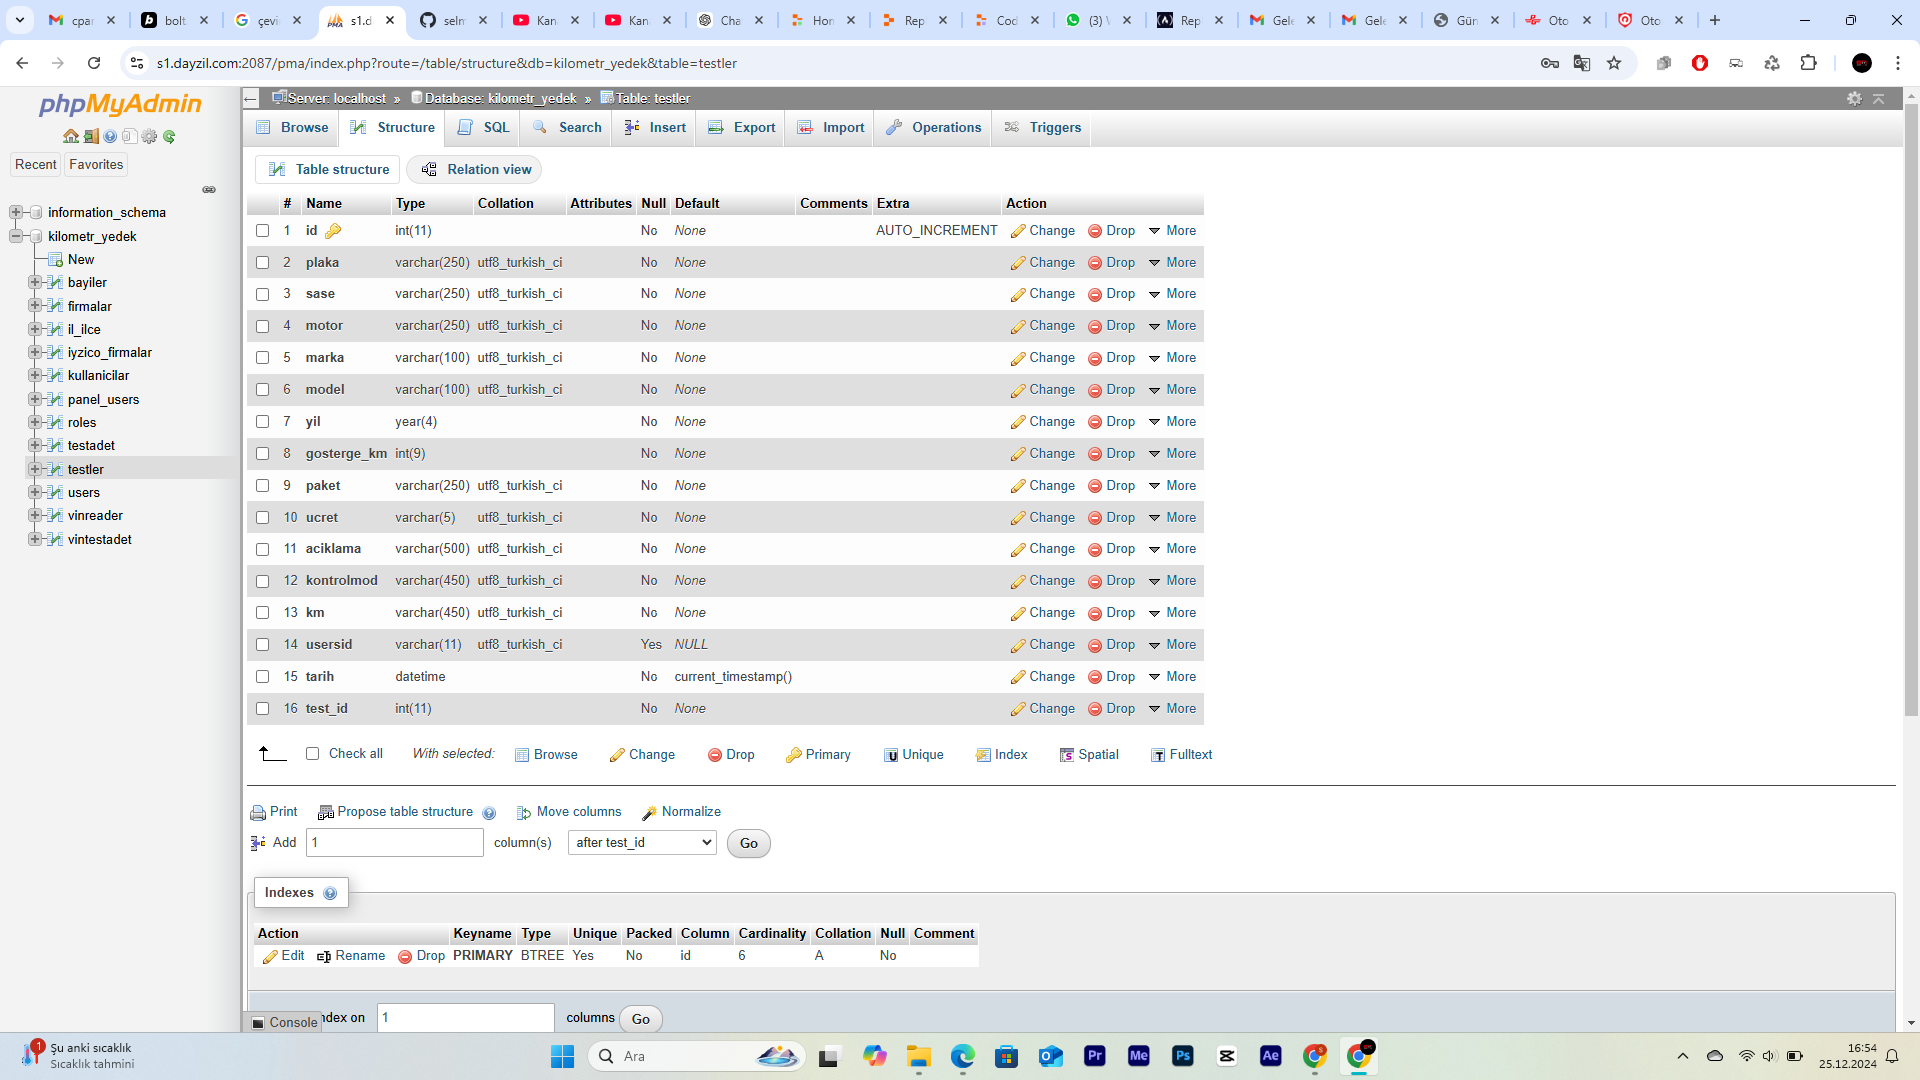 cpan
bolt
çevi
s1.d
selm
Kan
Kan
Cha
Hon
Rep
Cod
(3) \
Rep
Gele
Gele
Gün
Oto
Oto
s1.dayzil.com:2087/pma/index.php?route=/table/structure&db=kilometr_yedek&table=testler
phpMyAdmin
Recent Favorites
information_schema
kilometr_yedek
New
bayiler
firmalar
il_ilce
iyzico_firmalar
kullanicilar
panel_users
roles
testadet
testler
users
vinreader
vintestadet
Server: localhost » Database: kilometr_yedek » Table: testler
Browse Structure SQL Search Insert Export Import Operations Triggers
Table structure Relation view
# Name Type Collation Attributes Null Default Comments Extra Action
1 id int(11) No None AUTO_INCREMENT Change Drop More
2 plaka varchar(250) utf8_turkish_ci No None Change Drop More
3 sase varchar(250) utf8_turkish_ci No None Change Drop More
4 motor varchar(250) utf8_turkish_ci No None Change Drop More
5 marka varchar(100) utf8_turkish_ci No None Change Drop More
6 model varchar(100) utf8_turkish_ci No None Change Drop More
7 yil year(4) No None Change Drop More
8 gosterge_km int(9) No None Change Drop More
9 paket varchar(250) utf8_turkish_ci No None Change Drop More
10 ucret varchar(5) utf8_turkish_ci No None Change Drop More
11 aciklama varchar(500) utf8_turkish_ci No None Change Drop More
12 kontrolmod varchar(450) utf8_turkish_ci No None Change Drop More
13 km varchar(450) utf8_turkish_ci No None Change Drop More
14 usersid varchar(11) utf8_turkish_ci Yes NULL Change Drop More
15 tarih datetime No current_timestamp() Change Drop More
16 test_id int(11) No None Change Drop More
Check all With selected: Browse Change Drop Primary Unique Index Spatial Fulltext
Print Propose table structure Move columns Normalize
Add 1 column(s) after test_id Go
Indexes
Action Keyname Type Unique Packed Column Cardinality Collation Null Comment
Edit Rename Drop PRIMARY BTREE Yes No id 6 A No
ndex on 1 columns Go
Console
1
Şu anki sıcaklık
Sıcaklık tahmini
Ara
Pr
Me
Ps
Ae
16:54
25.12.2024